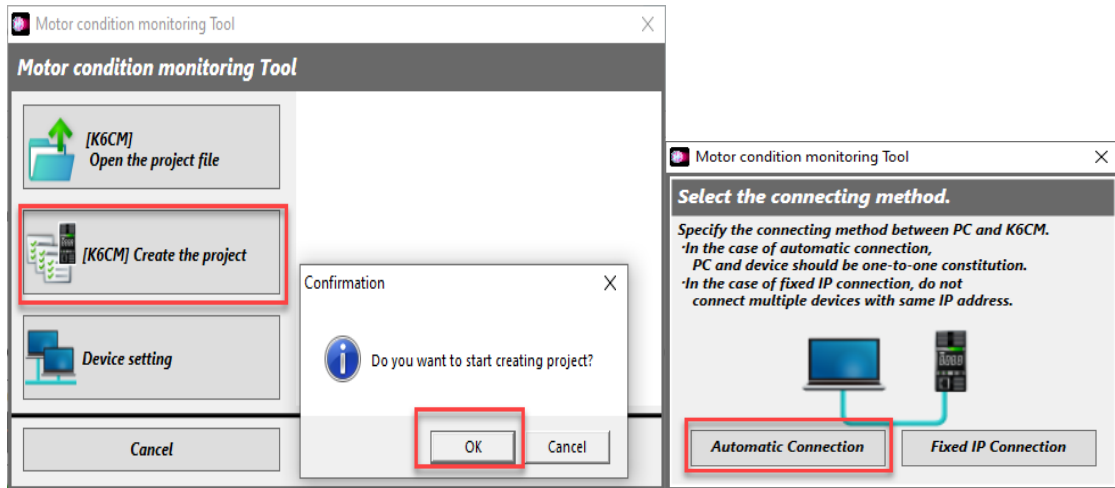 Motor condition monitoring Tool
Motor condition monitoring Tool
[K6CM]
Open the project file
[K6CM] Create the project
Device setting
Cancel
Confirmation
Do you want to start creating project?
OK
Cancel
Motor condition monitoring Tool
Select the connecting method.
Specify the connecting method between PC and K6CM.
·In the case of automatic connection,
PC and device should be one-to-one constitution.
·In the case of fixed IP connection, do not
connect multiple devices with same IP address.
Automatic Connection
Fixed IP Connection